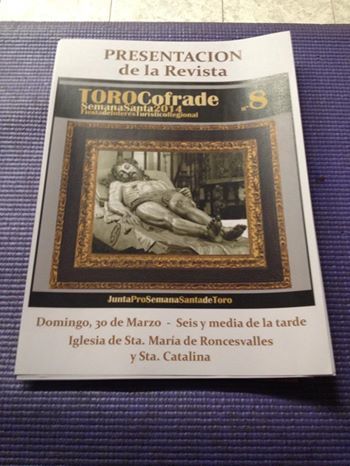 PRESENTACION
de la Revista
TOROCofrade
SemanaSanta2014
FiestadeInterésTurísticoRegional
nº8
JuntaProSemanaSantadeToro
Domingo, 30 de Marzo - Seis y media de la tarde
Iglesia de Sta. María de Roncesvalles
y Sta. Catalina